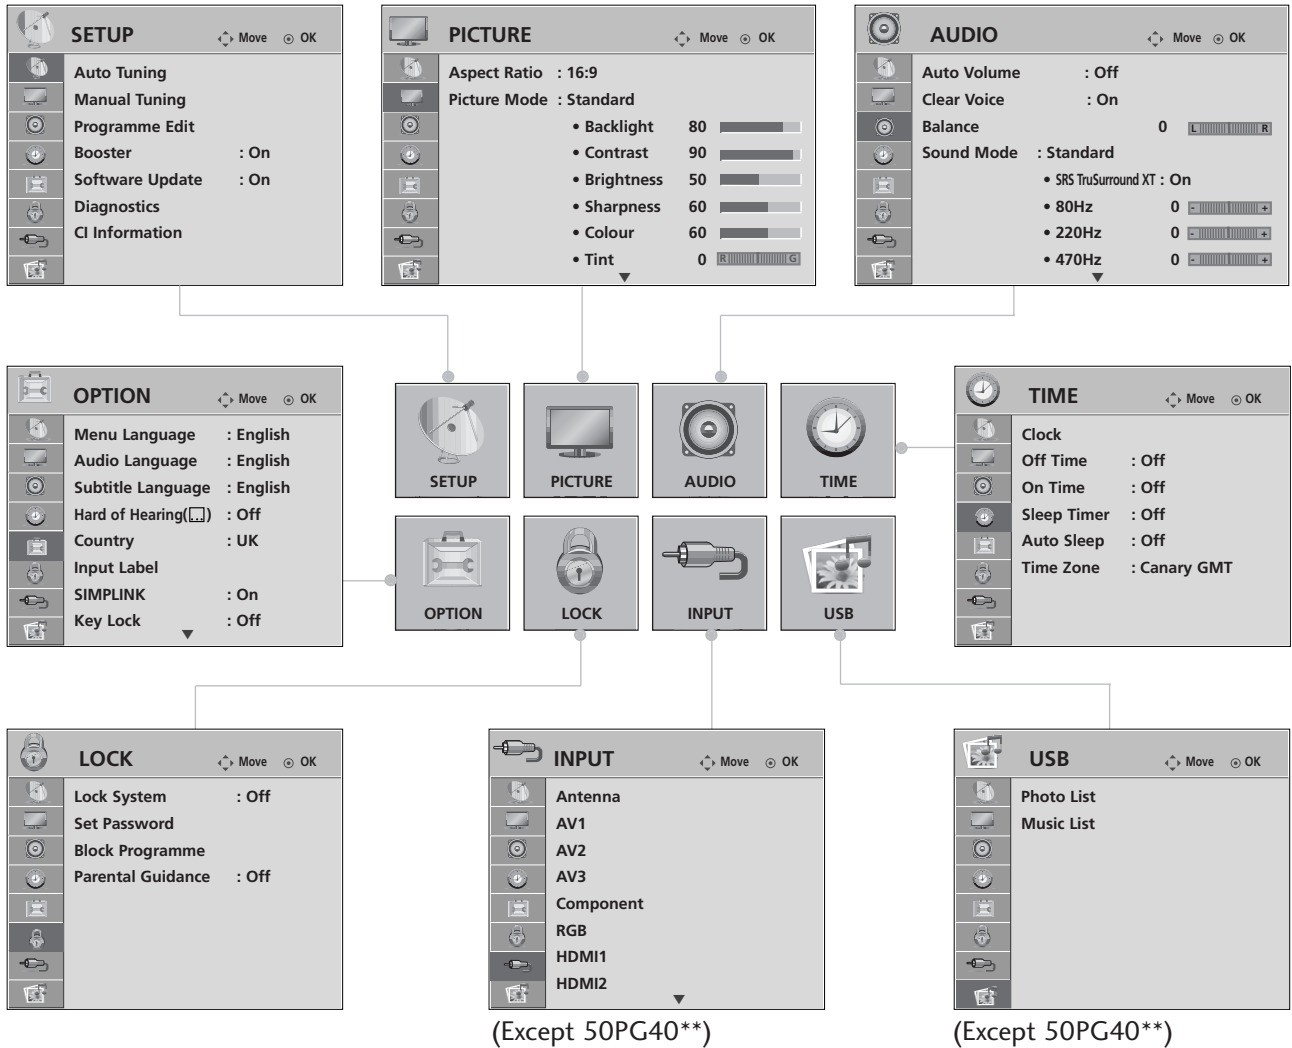 SETUP Move OK
Auto Tuning
Manual Tuning
Programme Edit
Booster : On
Software Update : On
Diagnostics
CI Information
PICTURE Move OK
Aspect Ratio : 16:9
Picture Mode : Standard
• Backlight 80
• Contrast 90
• Brightness 50
• Sharpness 60
• Colour 60
• Tint 0 R G
AUDIO Move OK
Auto Volume : Off
Clear Voice : On
Balance 0 L R
Sound Mode : Standard
• SRS TruSurround XT : On
• 80Hz 0 - +
• 220Hz 0 - +
• 470Hz 0 - +
OPTION Move OK
Menu Language : English
Audio Language : English
Subtitle Language : English
Hard of Hearing( ) : Off
Country : UK
Input Label
SIMPLINK : On
Key Lock : Off
SETUP
PICTURE
AUDIO
TIME
OPTION
LOCK
INPUT
USB
TIME Move OK
Clock
Off Time : Off
On Time : Off
Sleep Timer : Off
Auto Sleep : Off
Time Zone : Canary GMT
LOCK Move OK
Lock System : Off
Set Password
Block Programme
Parental Guidance : Off
INPUT Move OK
Antenna
AV1
AV2
AV3
Component
RGB
HDMI1
HDMI2
(Except 50PG40**)
USB Move OK
Photo List
Music List
(Except 50PG40**)